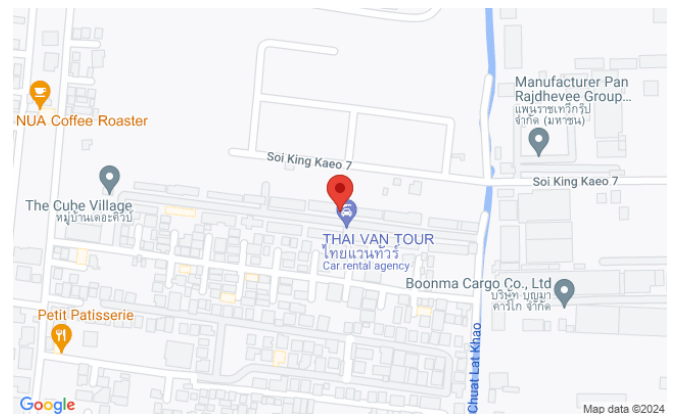 Manufacturer Pan
Rajdhevee Group...
แพนราชเทวีกรุ๊ป
จำกัด (มหาชน)
NUA Coffee Roaster
Soi King Kaeo 7
Soi King Kaeo 7
The Cube Village
หมู่บ้านเดอะคิวบ์
THAI VAN TOUR
ไทยแวนทัวร์
Car rental agency
Boonma Cargo Co., Ltd
บริษัท บุญมา
คาร์โก จำกัด
Petit Patisserie
Chuat Lat Khao
Google
Map data ©2024